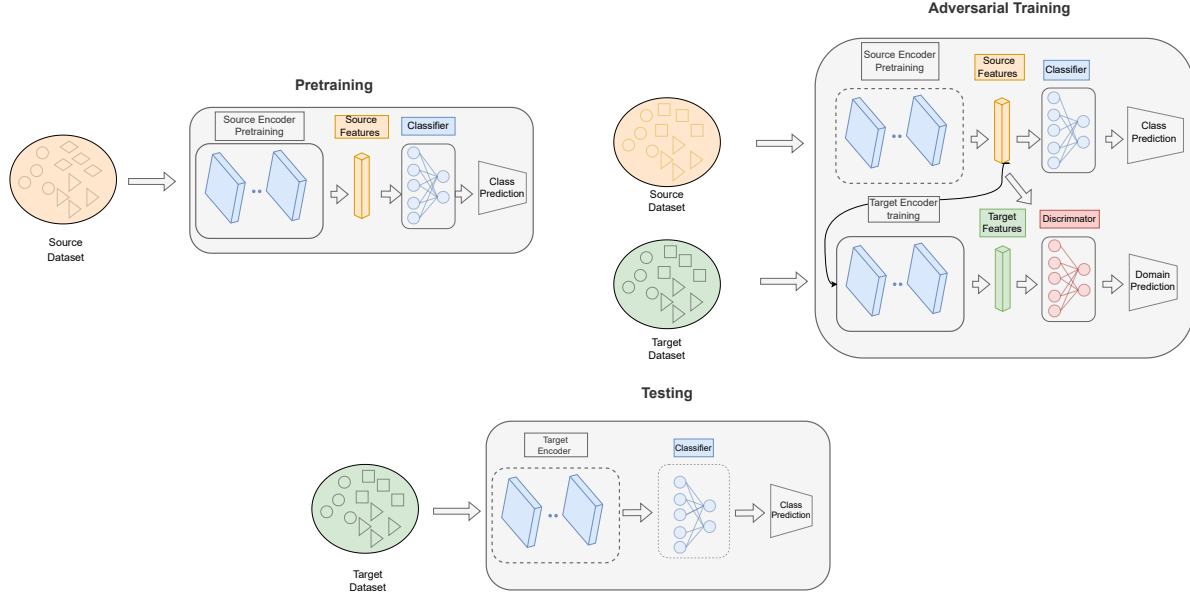 Adversarial Training
Source Encoder
Pretraining
Source
Features
Classifier
Class
Prediction
Source
Dataset
Target Encoder
training
Target
Features
Discrimnator
Domain
Prediction
Target
Dataset
Pretraining
Source Encoder
Pretraining
Source
Features
Classifier
Class
Prediction
Source
Dataset
Testing
Target
Encoder
Classifier
Class
Prediction
Target
Dataset